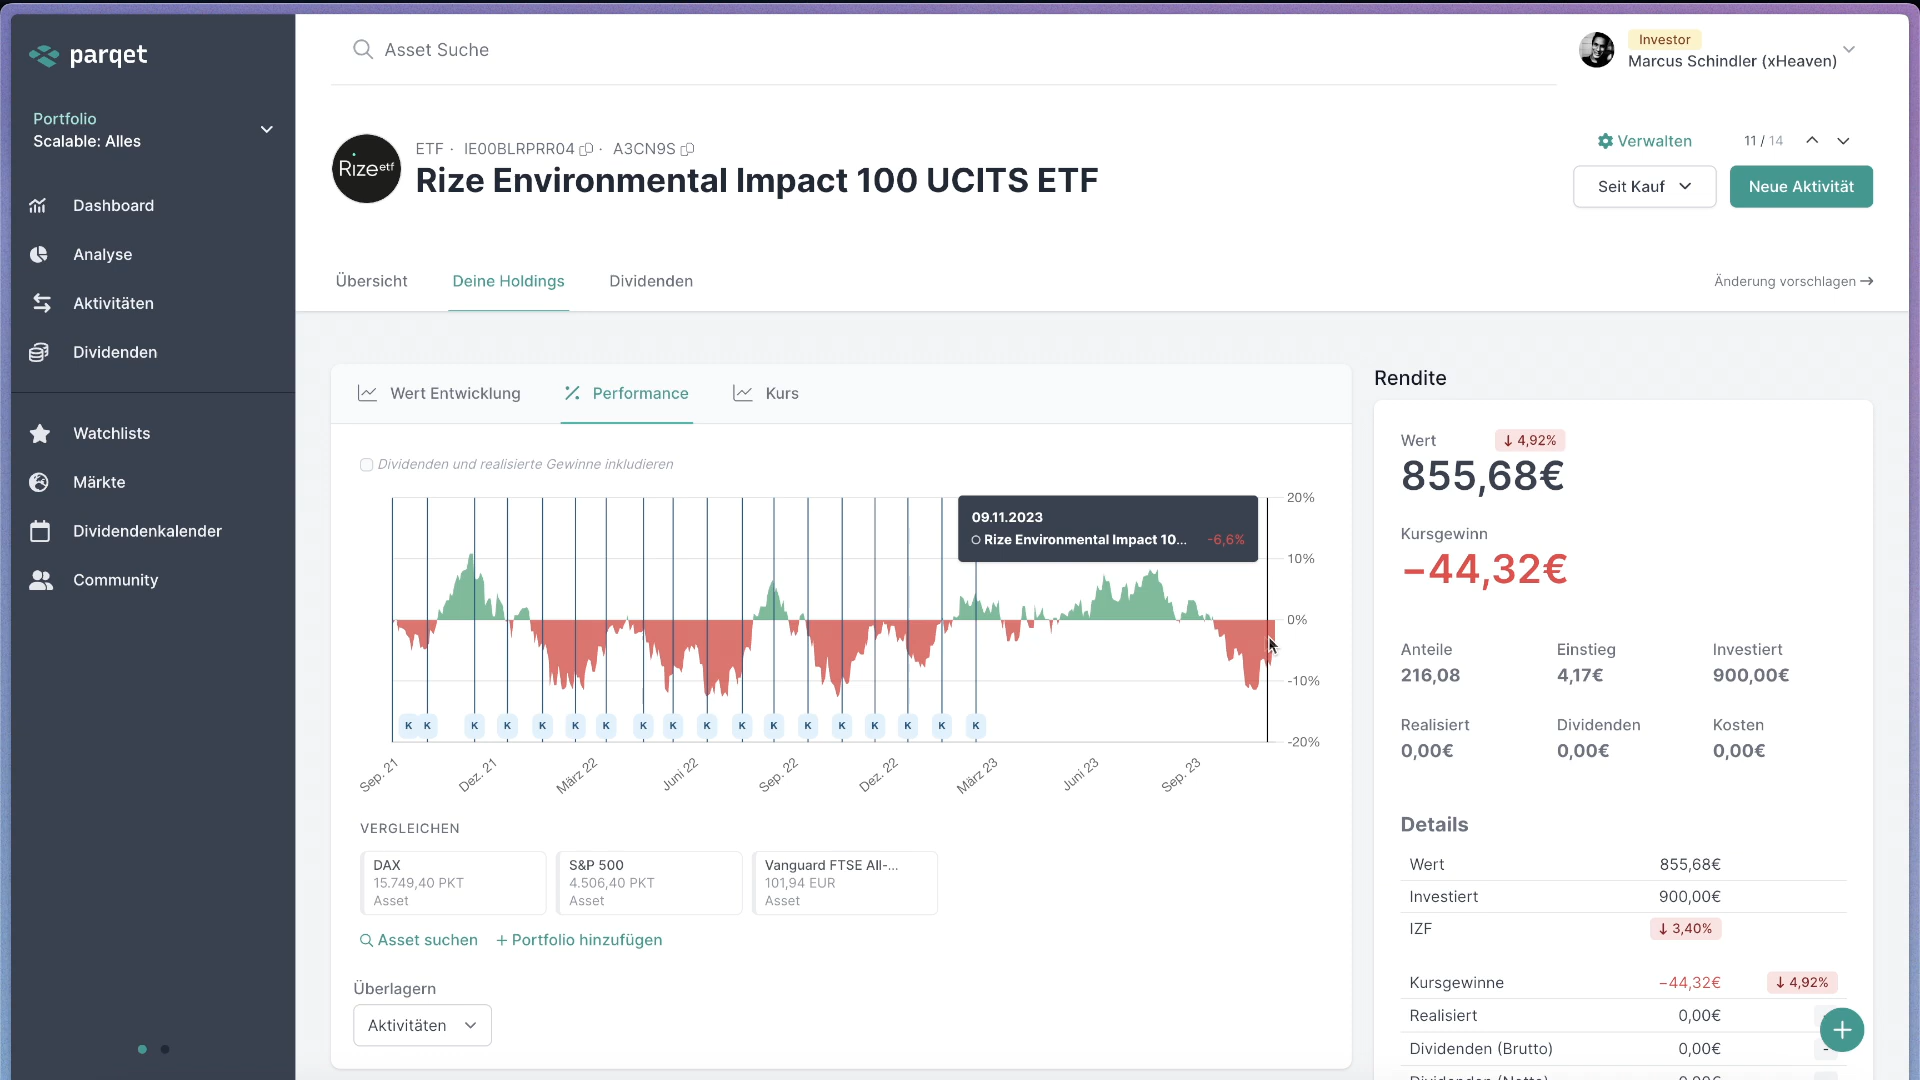 parqet
Portfolio
Scalable: Alles
Dashboard
Analyse
Aktivitäten
Dividenden
Watchlists
Märkte
Dividendenkalender
Community
Asset Suche
Investor
Marcus Schindler (xHeaven)
Rize etf
ETF · IE00BLRPRR04 · A3CN9S
Rize Environmental Impact 100 UCITS ETF
Verwalten
11 / 14
Seit Kauf
Neue Aktivität
Übersicht
Deine Holdings
Dividenden
Änderung vorschlagen →
Wert Entwicklung
Performance
Kurs
Dividenden und realisierte Gewinne inkludieren
09.11.2023
Rize Environmental Impact 10... -6,6%
20%
10%
0%
-10%
-20%
K K K K K K K K K K K K K K K K K K
Sep. 21
Dez. 21
März 22
Juni 22
Sep. 22
Dez. 22
März 23
Juni 23
Sep. 23
VERGLEICHEN
DAX
15.749,40 PKT
Asset
S&P 500
4.506,40 PKT
Asset
Vanguard FTSE All-...
101,94 EUR
Asset
Asset suchen
+ Portfolio hinzufügen
Überlagern
Aktivitäten
Rendite
Wert ↓ 4,92%
855,68€
Kursgewinn
−44,32€
Anteile
216,08
Einstieg
4,17€
Investiert
900,00€
Realisiert
0,00€
Dividenden
0,00€
Kosten
0,00€
Details
Wert 855,68€
Investiert 900,00€
IZF ↓ 3,40%
Kursgewinne −44,32€ ↓ 4,92%
Realisiert 0,00€
Dividenden (Brutto) 0,00€
Dividenden (Netto) 0,00€